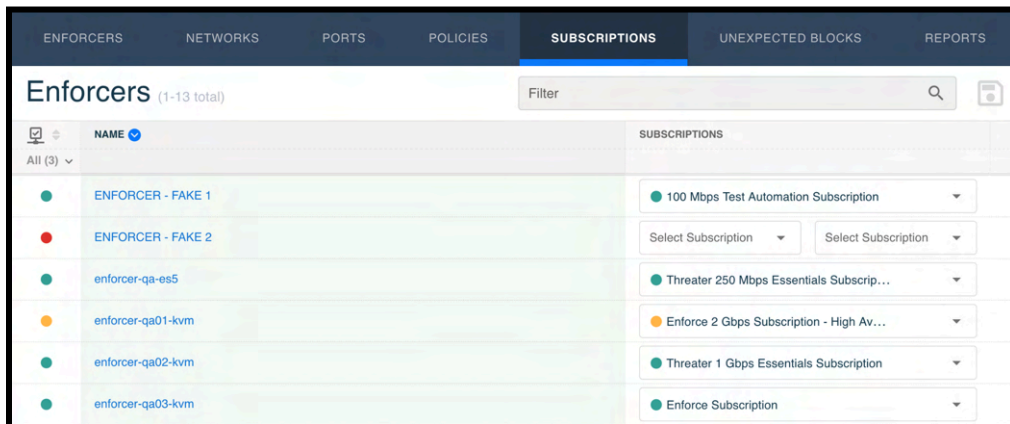 ENFORCERS NETWORKS PORTS POLICIES SUBSCRIPTIONS UNEXPECTED BLOCKS REPORTS
Enforcers (1-13 total) Filter
NAME SUBSCRIPTIONS
All (3)
ENFORCER - FAKE 1 100 Mbps Test Automation Subscription
ENFORCER - FAKE 2 Select Subscription Select Subscription
enforcer-qa-es5 Threater 250 Mbps Essentials Subscrip...
enforcer-qa01-kvm Enforce 2 Gbps Subscription - High Av...
enforcer-qa02-kvm Threater 1 Gbps Essentials Subscription
enforcer-qa03-kvm Enforce Subscription